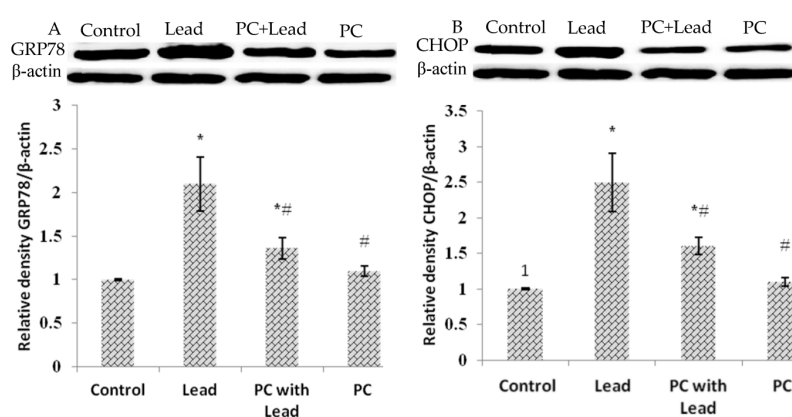 A Control Lead PC+Lead PC
GRP78
β-actin
Relative density GRP78/β-actin
3
2.5
2
1.5
1
0.5
0
*
*#
#
Control Lead PC with Lead PC
B Control Lead PC+Lead PC
CHOP
β-actin
Relative density CHOP/β-actin
3.5
3
2.5
2
1.5
1
0.5
0
1
*
*#
#
Control Lead PC with Lead PC